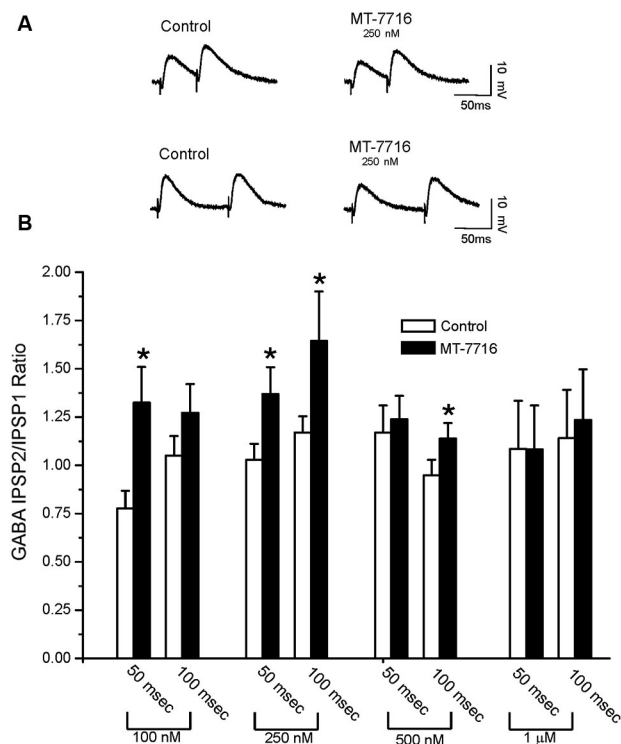 A
Control
MT-7716
250 nM
10 mV
50ms
Control
MT-7716
250 nM
10 mV
50ms
B
GABA IPSP2/IPSP1 Ratio
2.00
1.75
1.50
1.25
1.00
0.75
0.50
0.25
0.00
*
*
*
*
Control
MT-7716
50 msec
100 msec
50 msec
100 msec
50 msec
100 msec
50 msec
100 msec
100 nM
250 nM
500 nM
1 μM